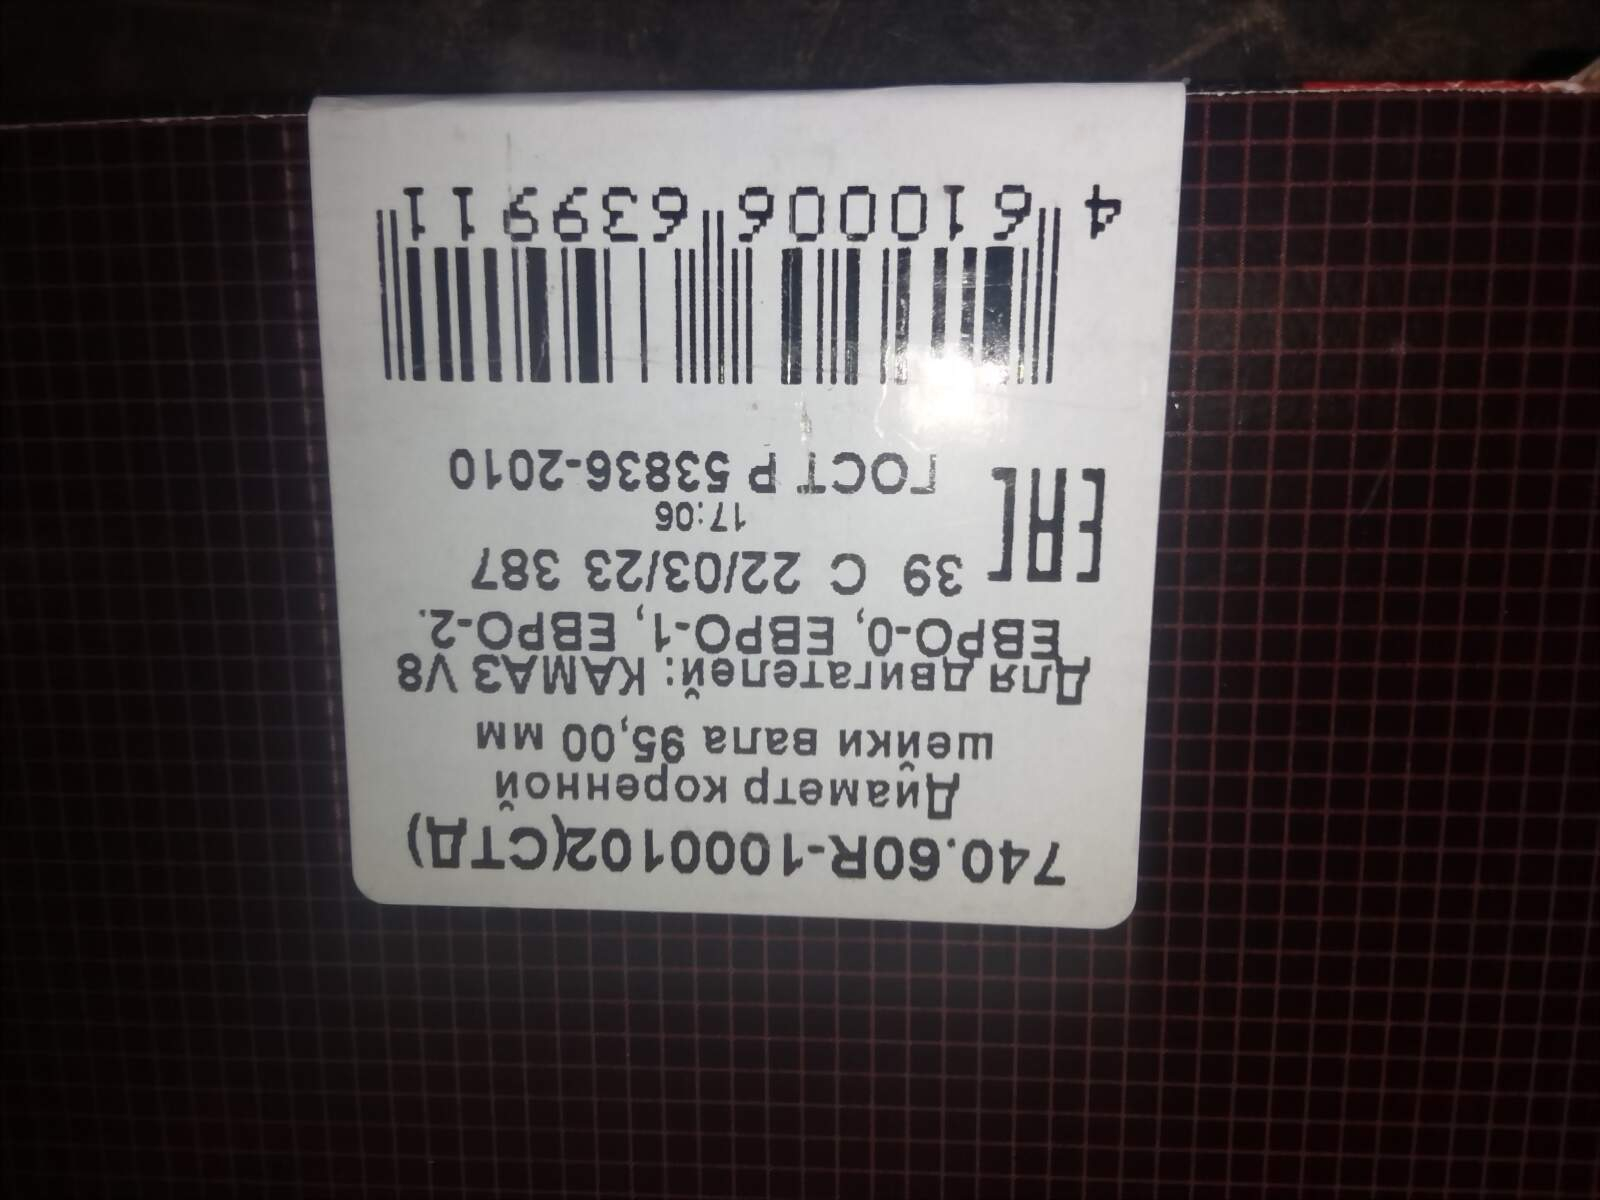 740.60R-1000102(СТД)
Диаметр коренной
шейки вала 95,00 мм
Для двигателей: КАМАЗ V8
ЕВРО-0, ЕВРО-1, ЕВРО-2.
39 С 22/03/23 387
17:06
EAC ГОСТ Р 53836-2010
4 610006 639911